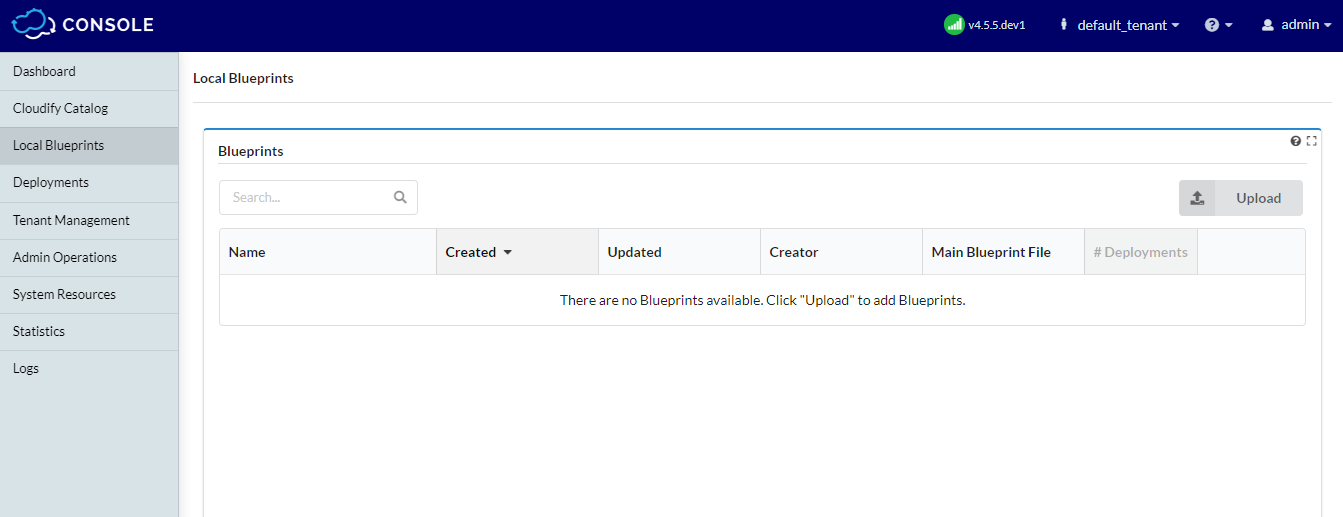 CONSOLE v4.5.5.dev1 default_tenant admin
Dashboard
Cloudify Catalog
Local Blueprints
Deployments
Tenant Management
Admin Operations
System Resources
Statistics
Logs
Local Blueprints
Blueprints
Search...
Upload
Name Created Updated Creator Main Blueprint File # Deployments
There are no Blueprints available. Click "Upload" to add Blueprints.